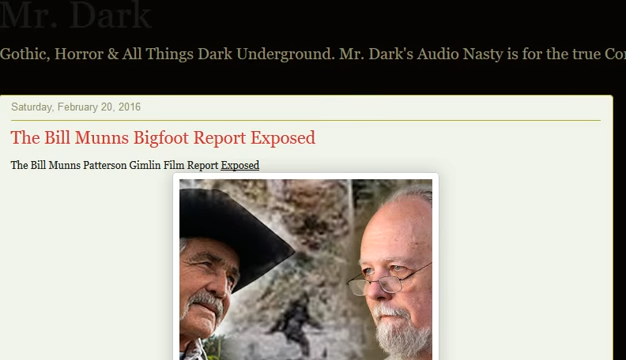 Mr. Dark
Gothic, Horror & All Things Dark Underground. Mr. Dark's Audio Nasty is for the true
Saturday, February 20, 2016
The Bill Munns Bigfoot Report Exposed
The Bill Munns Patterson Gimlin Film Report Exposed